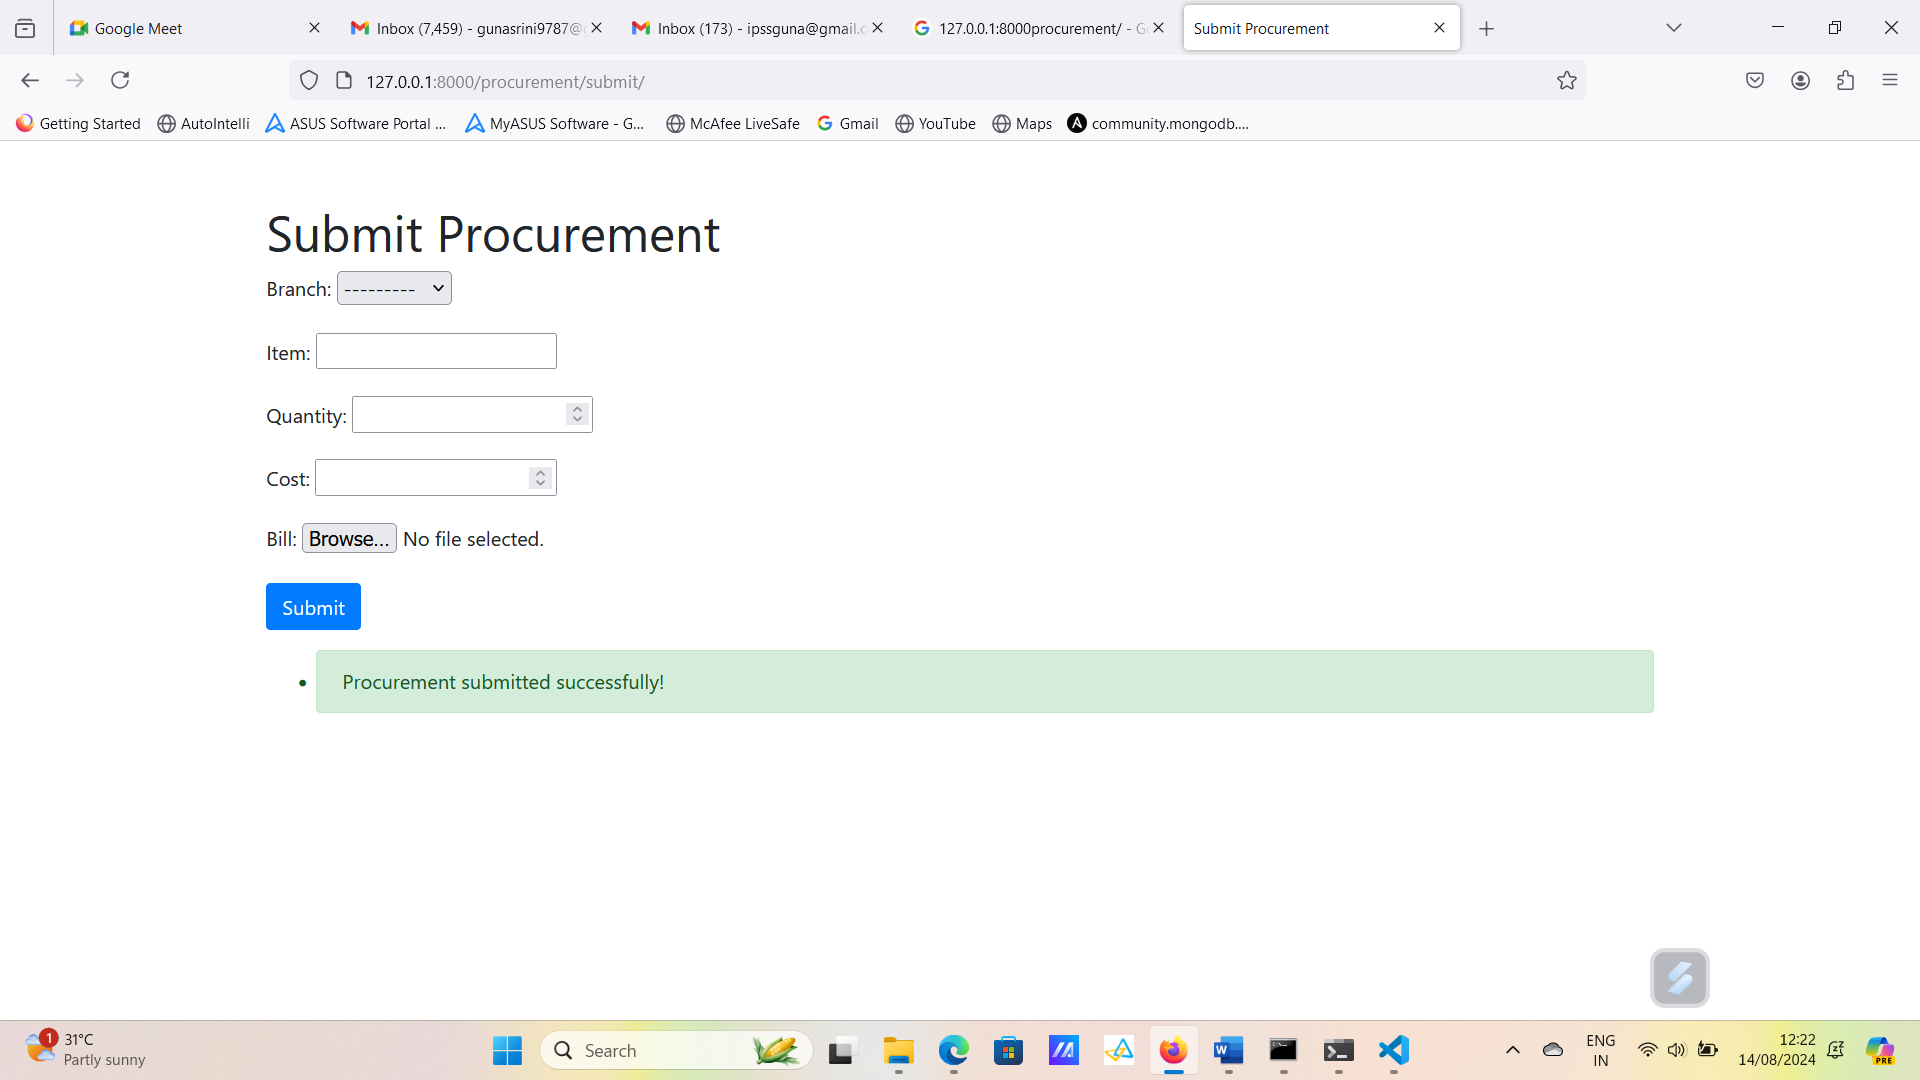 Google Meet
Inbox (7,459) - gunasrini9787@
Inbox (173) - ipssguna@gmail.c
127.0.0.1:8000procurement/ - G
Submit Procurement
127.0.0.1:8000/procurement/submit/
Getting Started
AutoIntelli
ASUS Software Portal ...
MyASUS Software - G...
McAfee LiveSafe
Gmail
YouTube
Maps
community.mongodb....
Submit Procurement
Branch: ---------
Item:
Quantity:
Cost:
Bill: Browse... No file selected.
Submit
• Procurement submitted successfully!
1
31°C
Partly sunny
Search
ENG
IN
12:22
14/08/2024
PRE